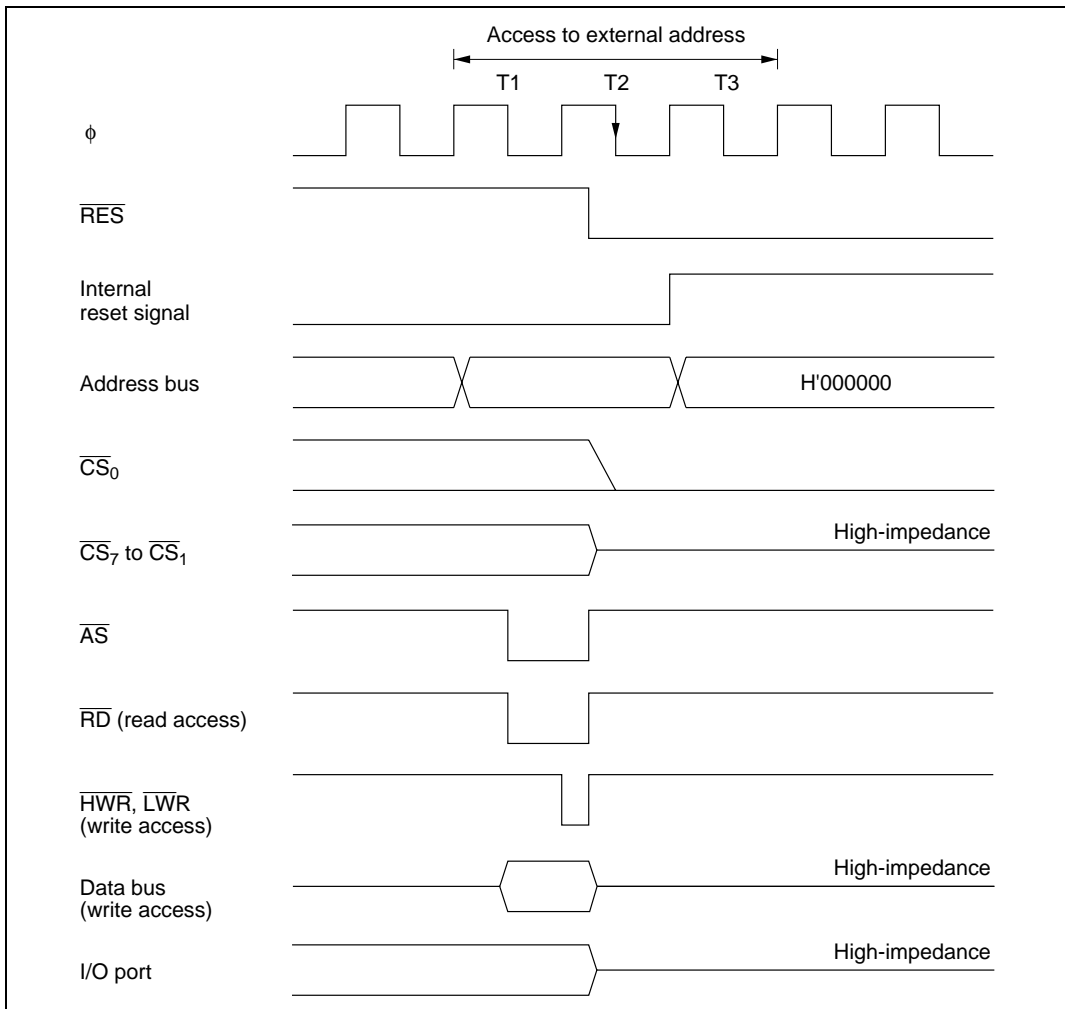 Access to external address
T1 T2 T3
ϕ
RES
Internal
reset signal
Address bus
H'000000
CS0
CS7 to CS1
High-impedance
AS
RD (read access)
HWR, LWR
(write access)
Data bus
(write access)
High-impedance
I/O port
High-impedance